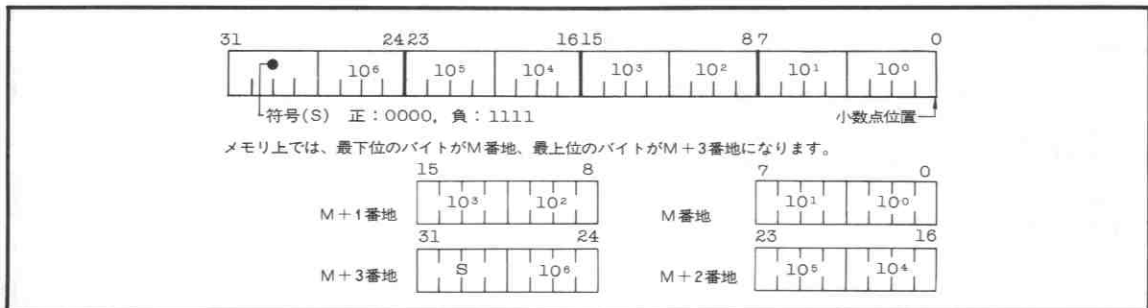 31 24 23 16 15 8 7 0
10⁶ 10⁵ 10⁴ 10³ 10² 10¹ 10⁰
符号(S) 正：0000, 負：1111 小数点位置
メモリ上では、最下位のバイトがM番地、最上位のバイトがM＋3番地になります。
15 8 7 0
M＋1番地 10³ 10² M番地 10¹ 10⁰
31 24 23 16
M＋3番地 S 10⁶ M＋2番地 10⁵ 10⁴